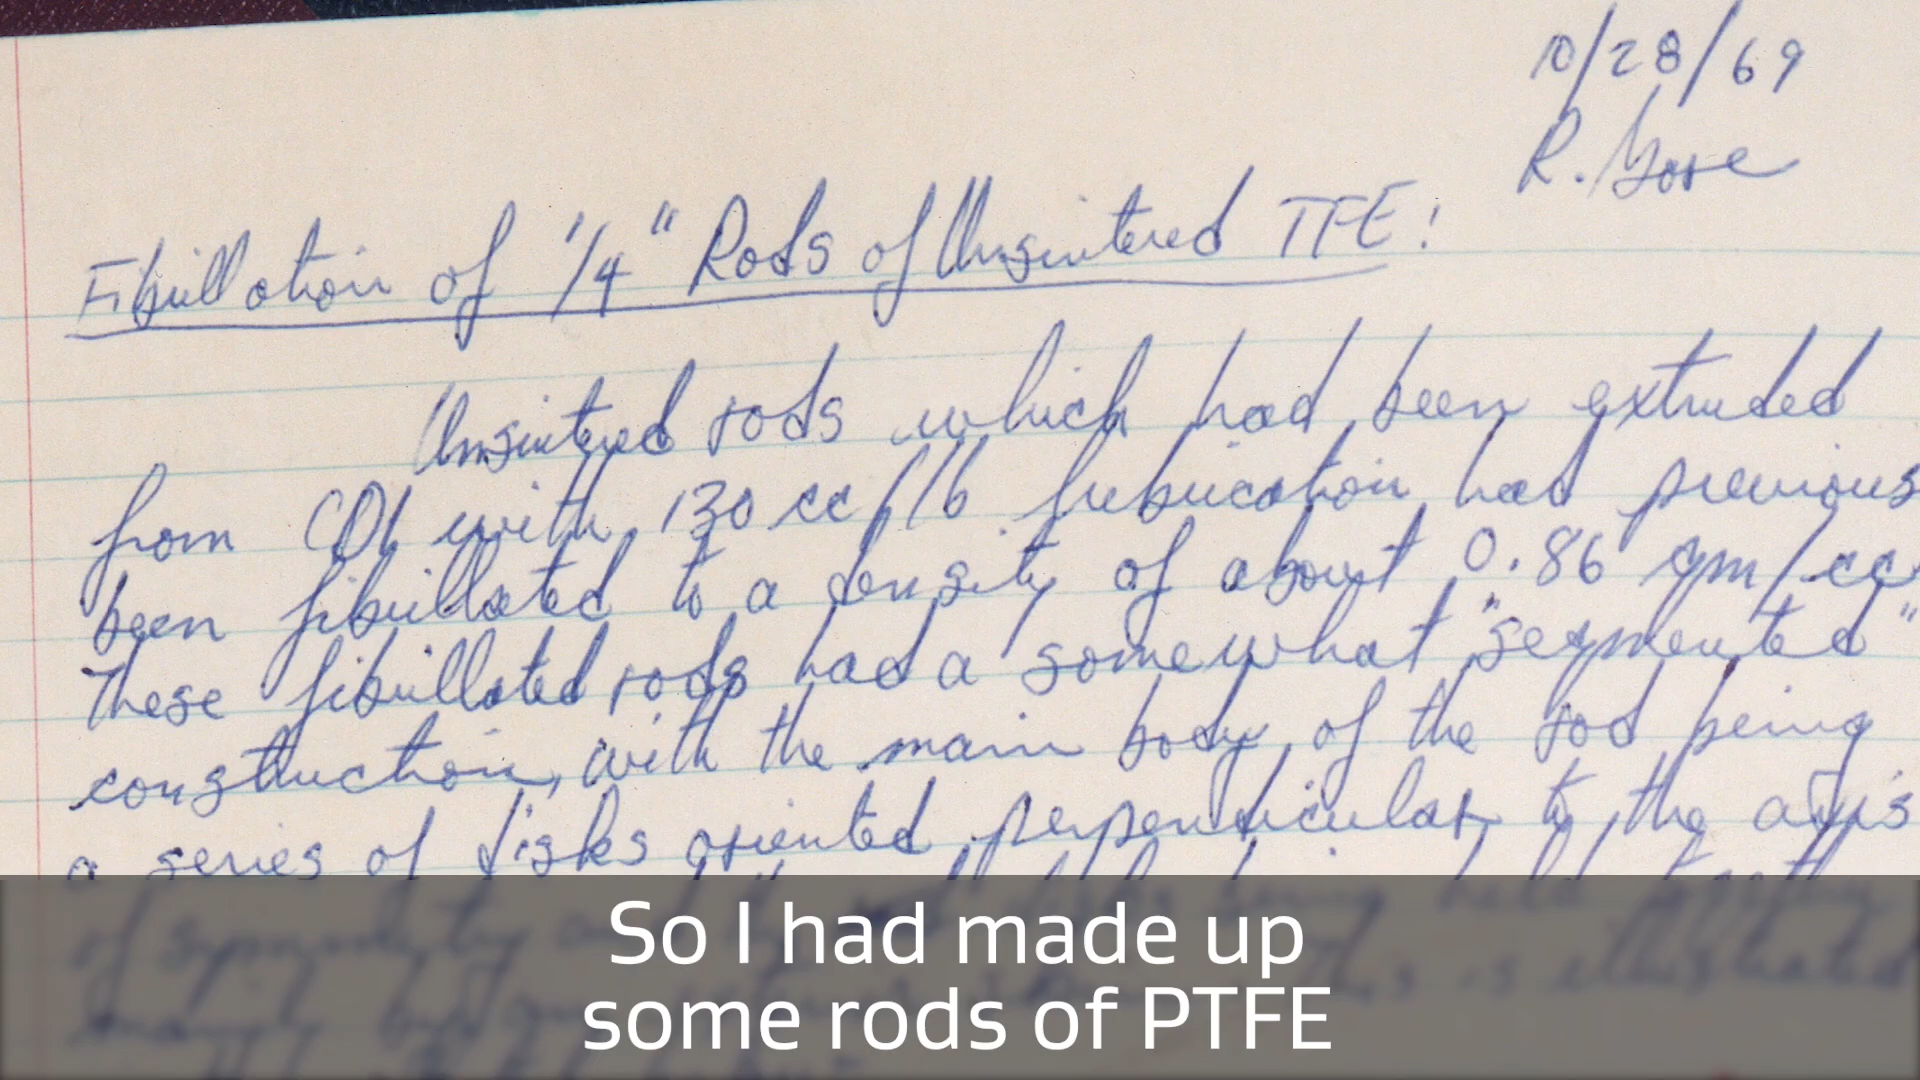 10/28/69
R. Gore
Fibrillation of 1/4" Rods of Unsintered TFE:
Unsintered rods which had been extruded
from CD1 with 130 cc/lb lubrication had previous
been fibrillated to a density of about 0.86 gm/cc
These fibrillated rods had a somewhat "segmented"
construction, with the main body of the rod being
a series of disks oriented perpendicular to the axis
of symmetry
So I had made up
some rods of PTFE